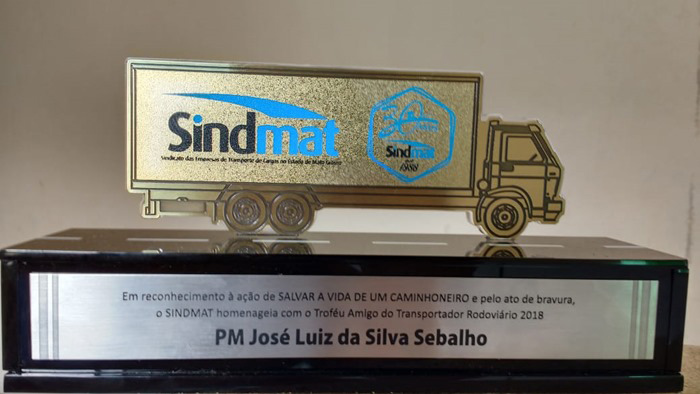 Sindmat
Sindicato das Empresas de Transporte de Cargas no Estado de Mato Grosso
Sindmat
Em reconhecimento à ação de SALVAR A VIDA DE UM CAMINHONEIRO e pelo ato de bravura,
o SINDMAT homenageia com o Troféu Amigo do Transportador Rodoviário 2018
PM José Luiz da Silva Sebalho